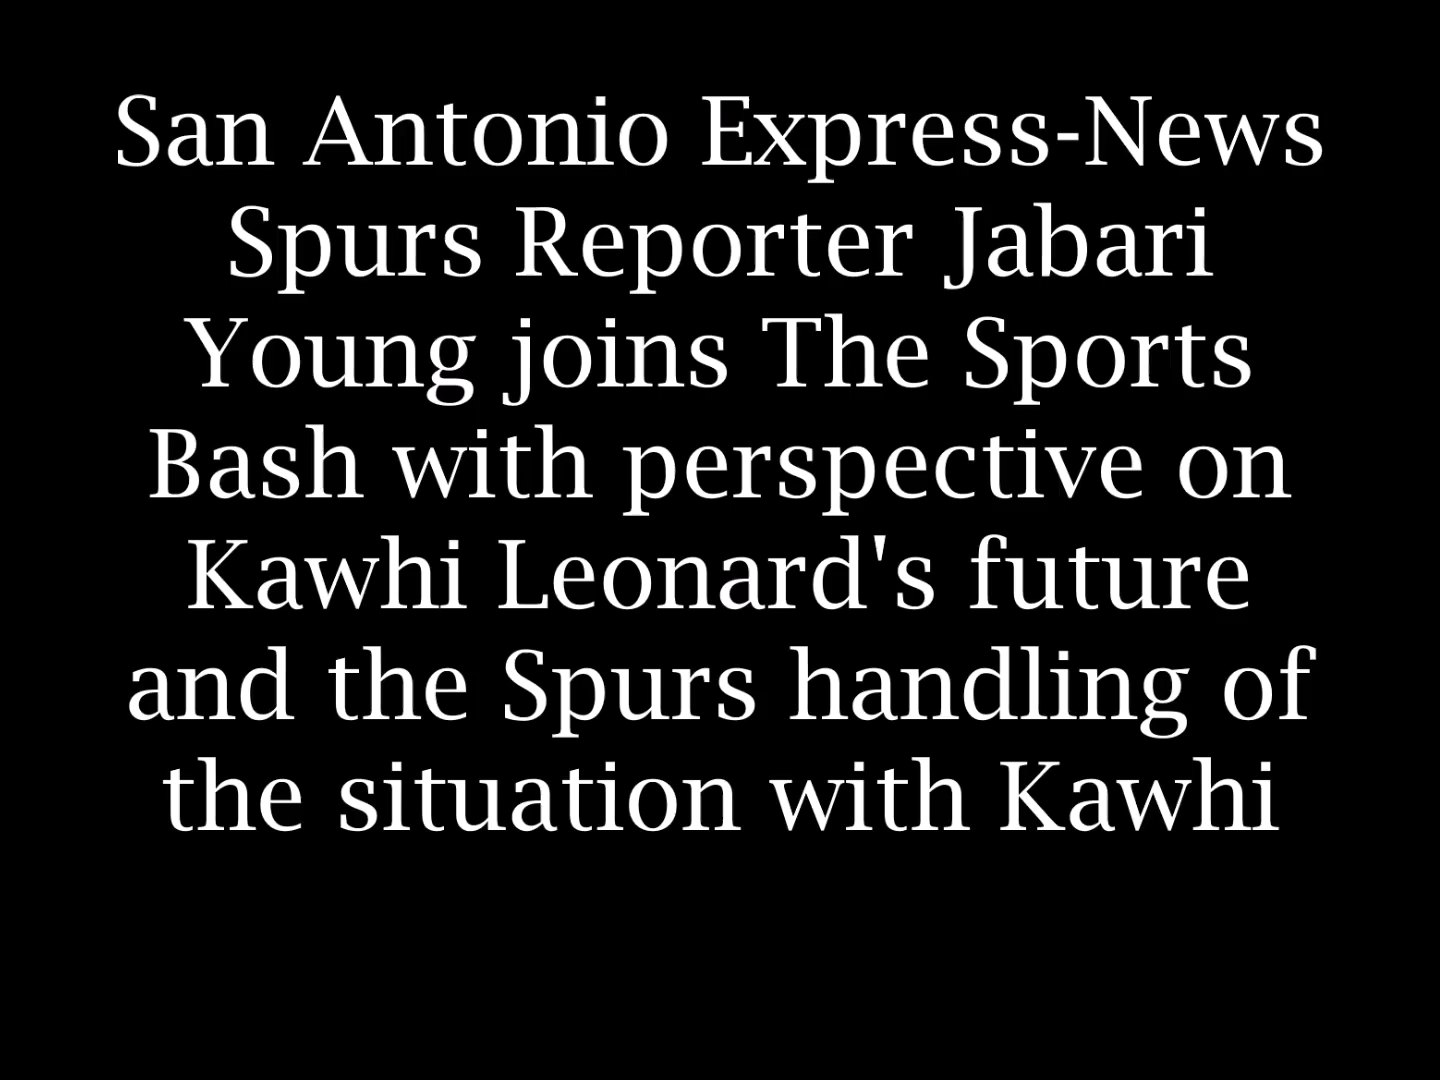 San Antonio Express-News
Spurs Reporter Jabari
Young joins The Sports
Bash with perspective on
Kawhi Leonard's future
and the Spurs handling of
the situation with Kawhi